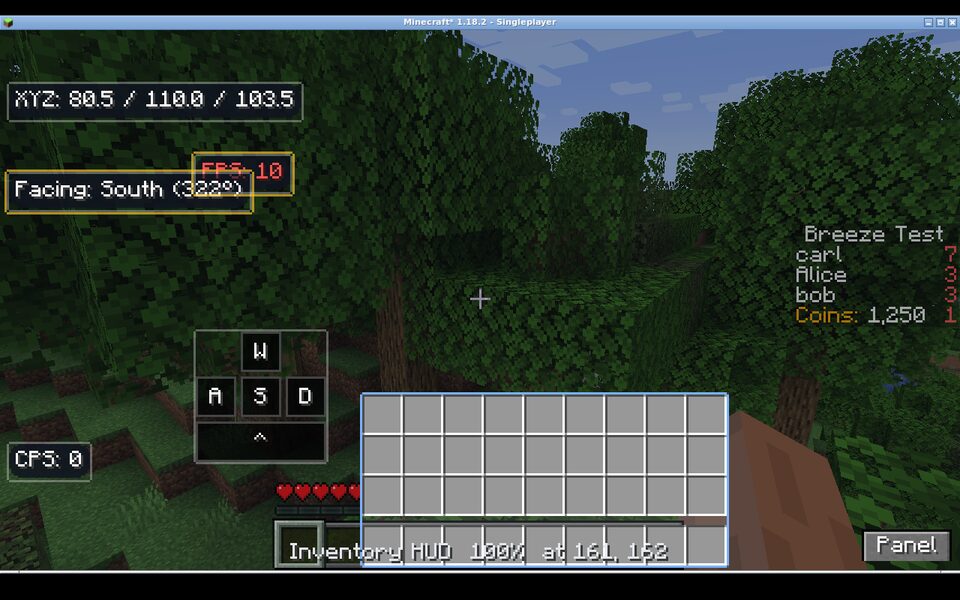 Minecraft* 1.18.2 - Singleplayer
XYZ: 80.5 / 110.0 / 103.5
FPS: 10
Facing: South (322°)
Breeze Test
carl 7
Alice 3
bob 3
Coins: 1,250 1
W
A S D
^
CPS: 0
Inventory HUD 100% at 161, 162
Panel